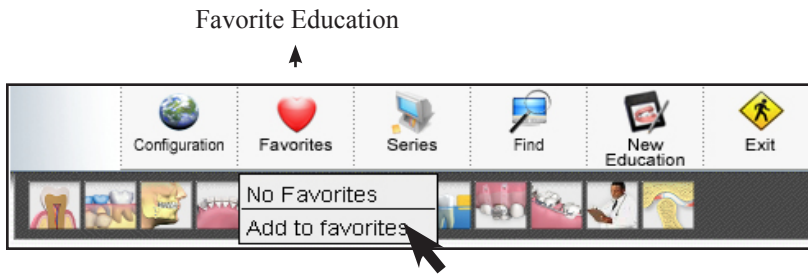 Favorite Education
Configuration
Favorites
Series
Find
New
Education
Exit
No Favorites
Add to favorites